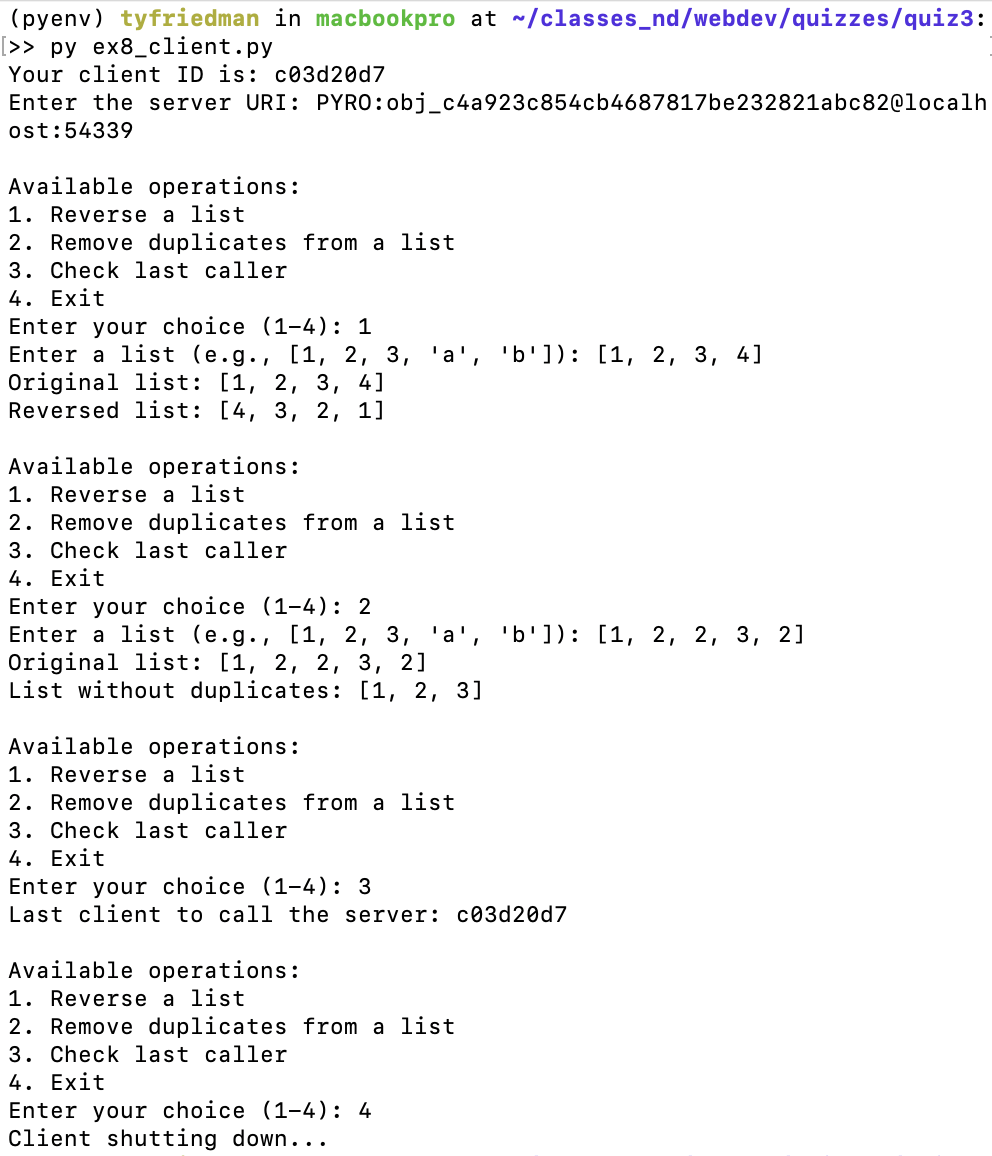 (pyenv) tyfriedman in macbookpro at ~/classes_nd/webdev/quizzes/quiz3:
[>> py ex8_client.py
Your client ID is: c03d20d7
Enter the server URI: PYRO:obj_c4a923c854cb4687817be232821abc82@localh
ost:54339

Available operations:
1. Reverse a list
2. Remove duplicates from a list
3. Check last caller
4. Exit
Enter your choice (1-4): 1
Enter a list (e.g., [1, 2, 3, 'a', 'b']): [1, 2, 3, 4]
Original list: [1, 2, 3, 4]
Reversed list: [4, 3, 2, 1]

Available operations:
1. Reverse a list
2. Remove duplicates from a list
3. Check last caller
4. Exit
Enter your choice (1-4): 2
Enter a list (e.g., [1, 2, 3, 'a', 'b']): [1, 2, 2, 3, 2]
Original list: [1, 2, 2, 3, 2]
List without duplicates: [1, 2, 3]

Available operations:
1. Reverse a list
2. Remove duplicates from a list
3. Check last caller
4. Exit
Enter your choice (1-4): 3
Last client to call the server: c03d20d7

Available operations:
1. Reverse a list
2. Remove duplicates from a list
3. Check last caller
4. Exit
Enter your choice (1-4): 4
Client shutting down...